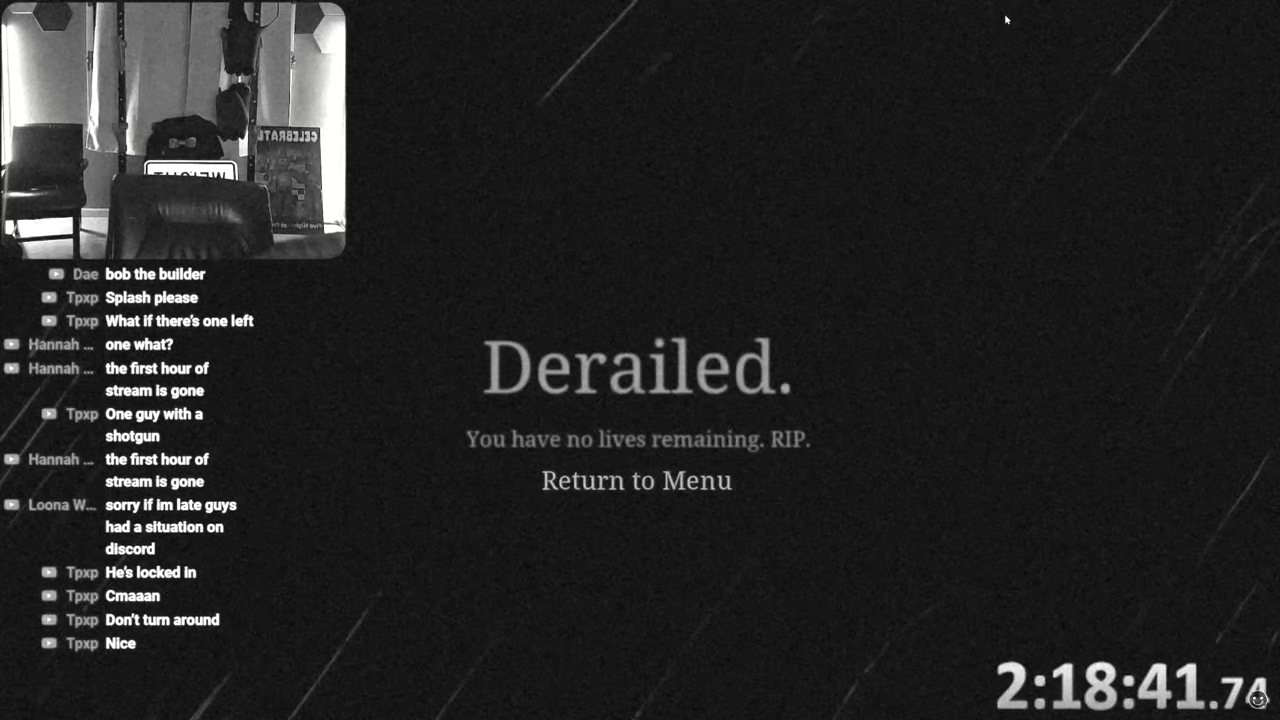 CELEBRATE
WEIGHT
Dae bob the builder
Tpxp Splash please
Tpxp What if there's one left
Hannah ... one what?
Hannah ... the first hour of
stream is gone
Tpxp One guy with a
shotgun
Hannah ... the first hour of
stream is gone
Loona W... sorry if im late guys
had a situation on
discord
Tpxp He's locked in
Tpxp Cmaaan
Tpxp Don't turn around
Tpxp Nice
Derailed.
You have no lives remaining. RIP.
Return to Menu
2:18:41.74